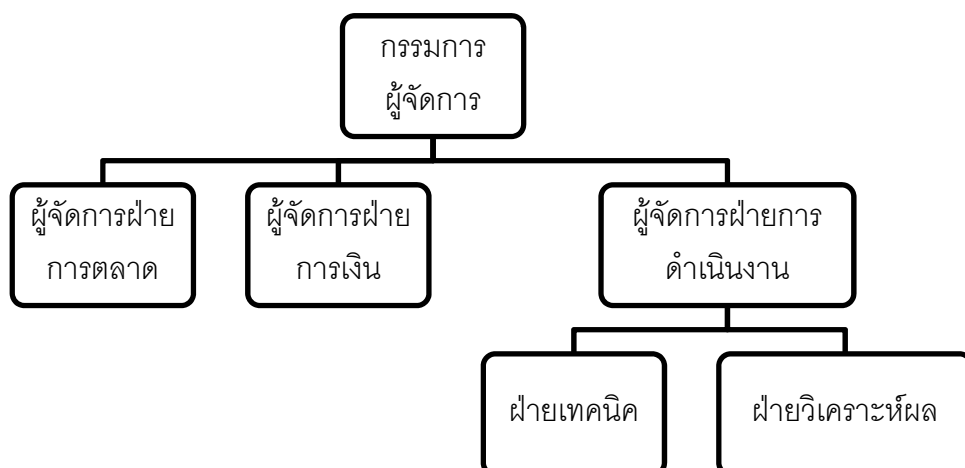 กรรมการ
ผู้จัดการ
ผู้จัดการฝ่าย
การตลาด
ผู้จัดการฝ่าย
การเงิน
ผู้จัดการฝ่ายการ
ดำเนินงาน
ฝ่ายเทคนิค
ฝ่ายวิเคราะห์ผล